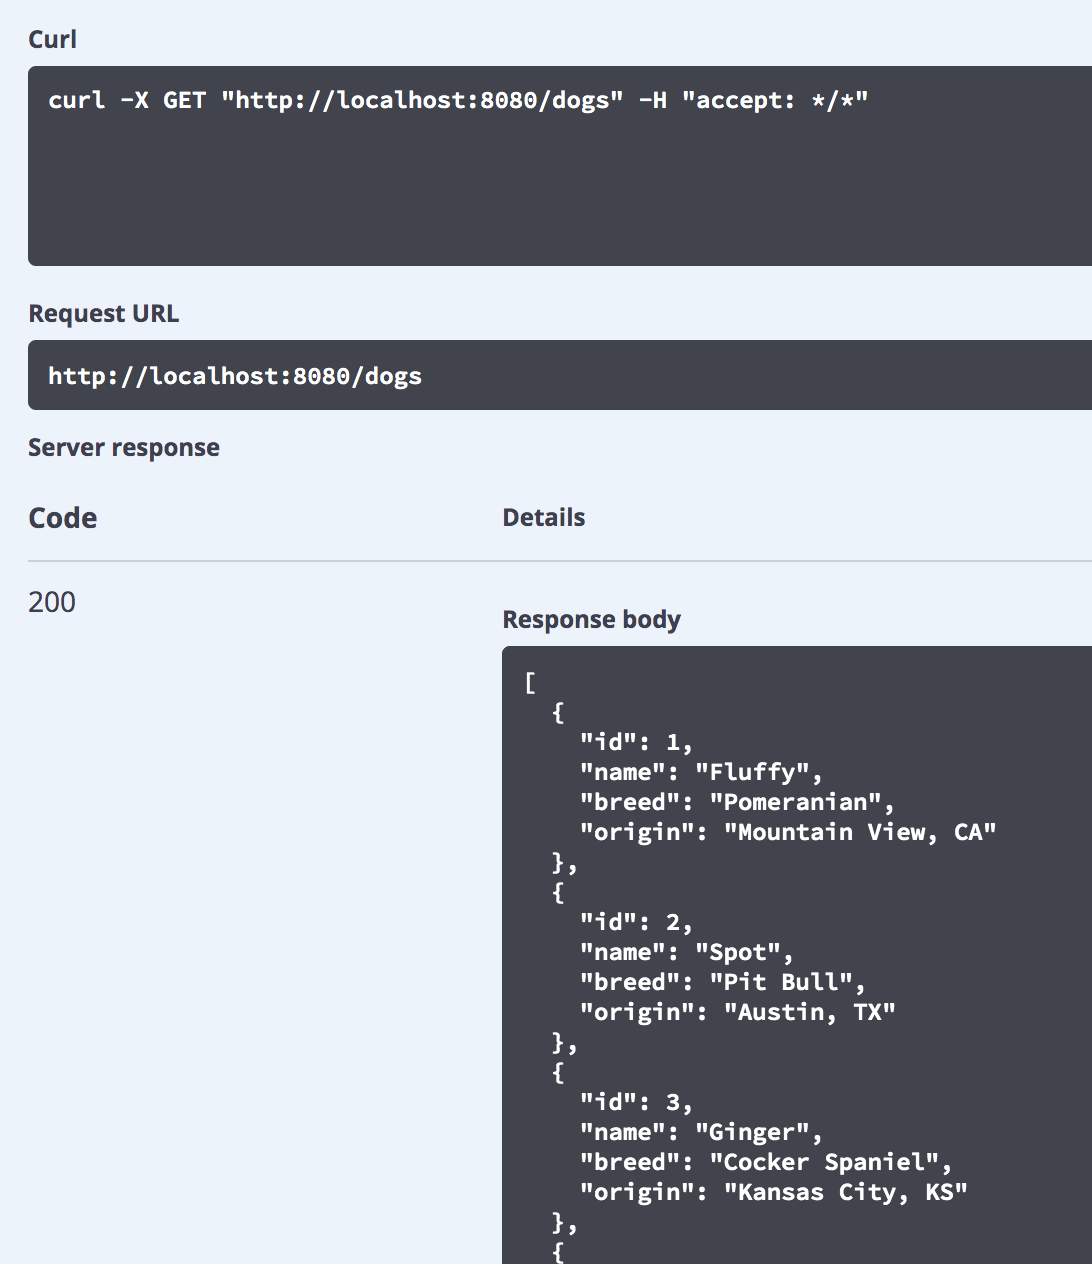 Curl
curl -X GET "http://localhost:8080/dogs" -H "accept: */*"
Request URL
http://localhost:8080/dogs
Server response
Code Details
200
Response body
[
  {
    "id": 1,
    "name": "Fluffy",
    "breed": "Pomeranian",
    "origin": "Mountain View, CA"
  },
  {
    "id": 2,
    "name": "Spot",
    "breed": "Pit Bull",
    "origin": "Austin, TX"
  },
  {
    "id": 3,
    "name": "Ginger",
    "breed": "Cocker Spaniel",
    "origin": "Kansas City, KS"
  },
  {